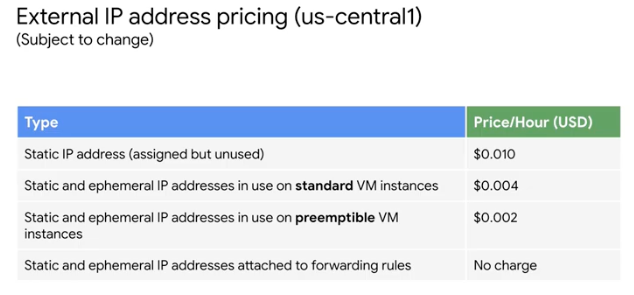 External IP address pricing (us-central1)
(Subject to change)
Type Price/Hour (USD)
Static IP address (assigned but unused) $0.010
Static and ephemeral IP addresses in use on standard VM instances $0.004
Static and ephemeral IP addresses in use on preemptible VM $0.002
instances
Static and ephemeral IP addresses attached to forwarding rules No charge